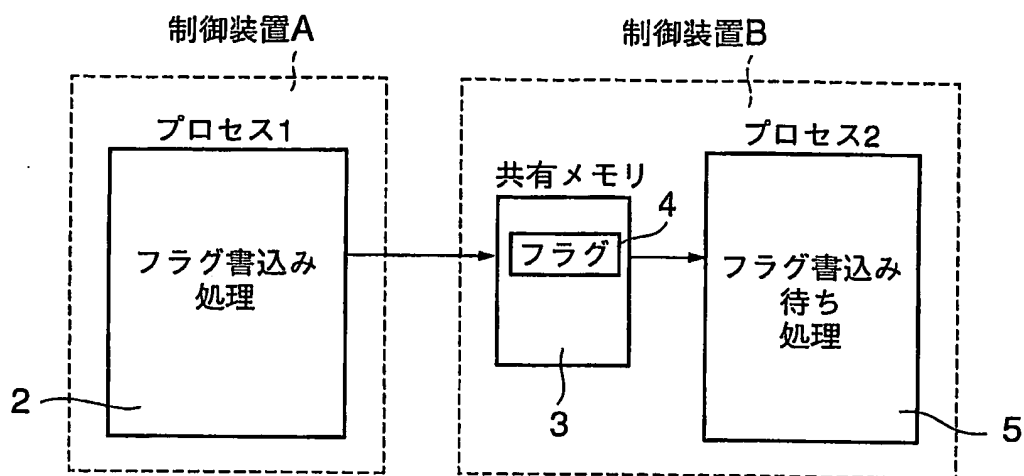 制御装置A
制御装置B
プロセス1
プロセス2
共有メモリ
4
フラグ
フラグ書込み
処理
フラグ書込み
待ち
処理
2
3
5